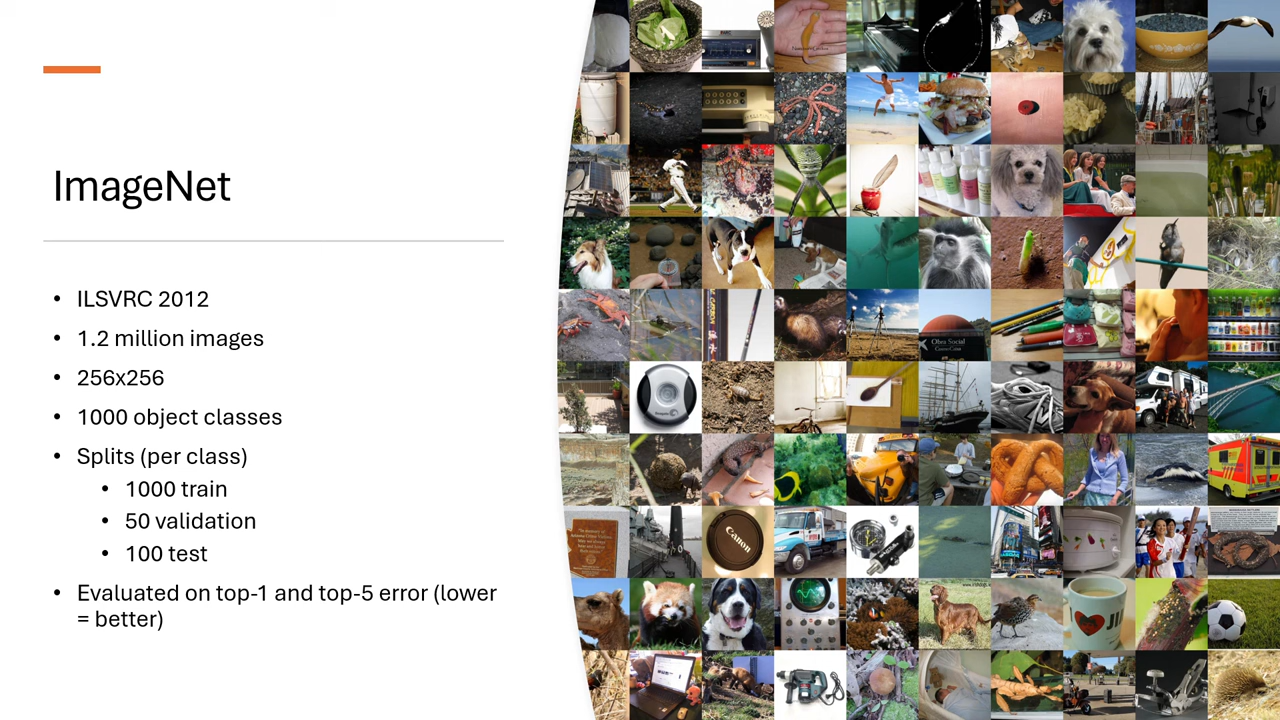 ImageNet
• ILSVRC 2012
• 1.2 million images
• 256x256
• 1000 object classes
• Splits (per class)
• 1000 train
• 50 validation
• 100 test
• Evaluated on top-1 and top-5 error (lower
= better)
Obra Social
Canon
I ♥ JI